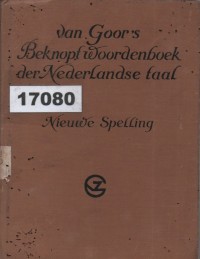 van Goor's
Beknopt Woordenboek
der Nederlandse taal
17080
Nieuwe Spelling